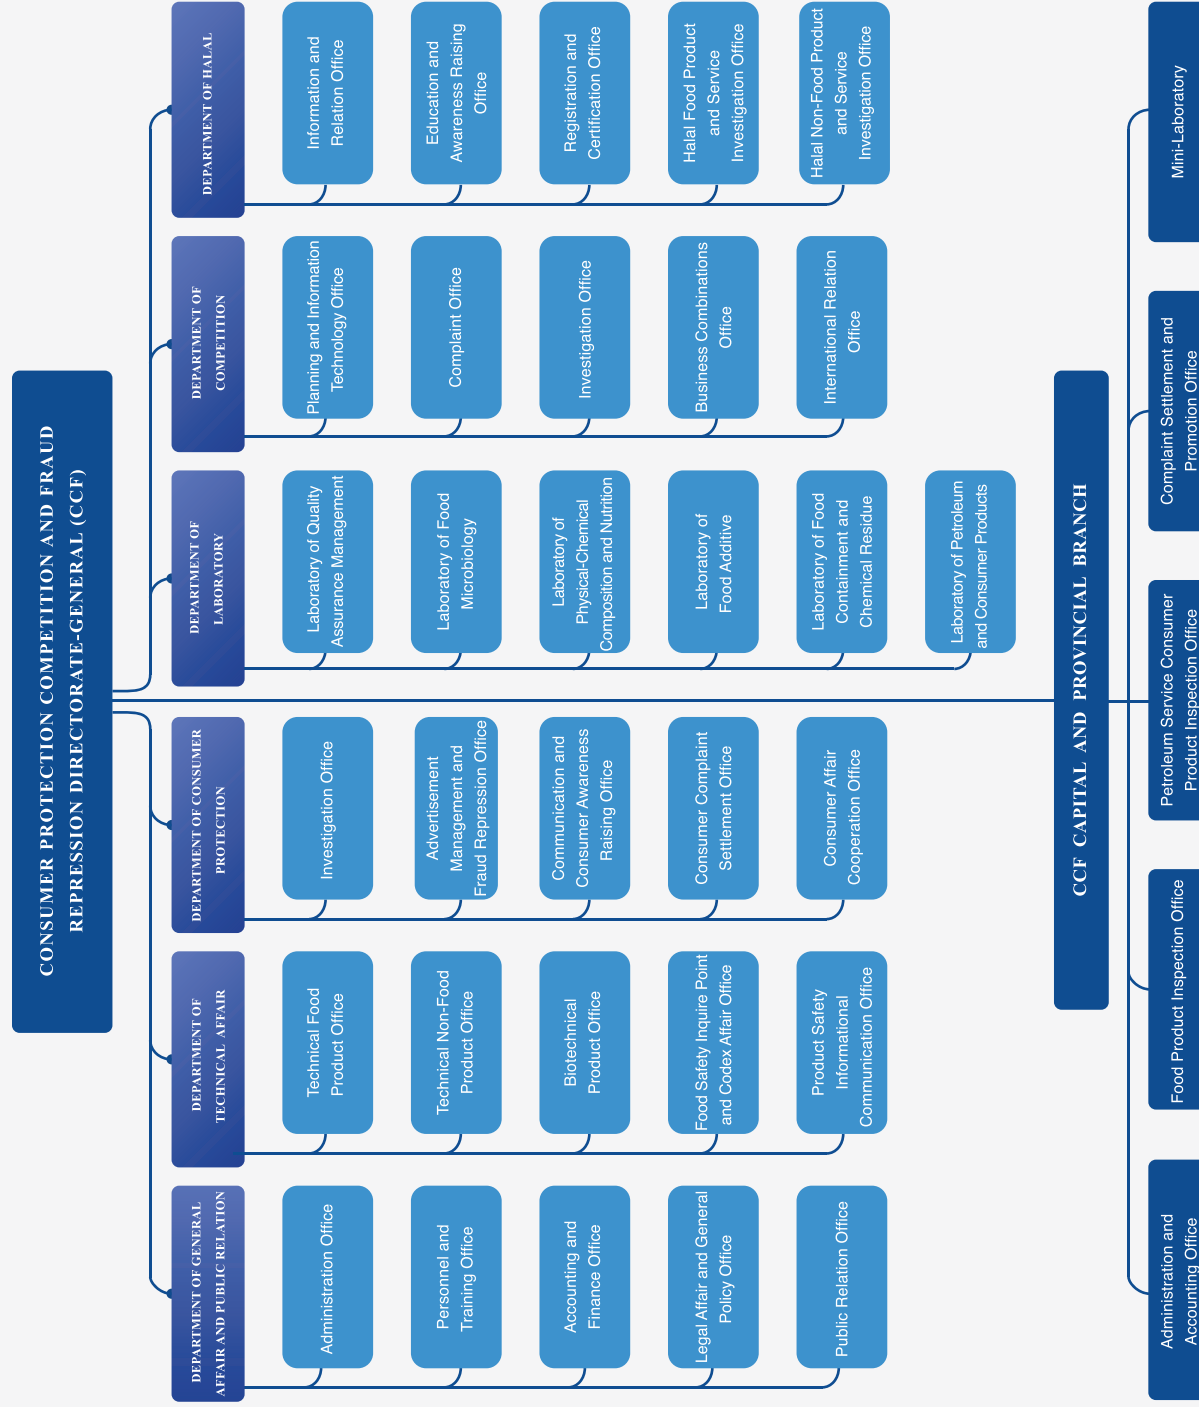 CONSUMER PROTECTION COMPETITION AND FRAUD
REPRESSION DIRECTORATE-GENERAL (CCF)
DEPARTMENT OF GENERAL
AFFAIR AND PUBLIC RELATION
Administration Office
Personnel and
Training Office
Accounting and
Finance Office
Legal Affair and General
Policy Office
Public Relation Office
DEPARTMENT OF
TECHNICAL AFFAIR
Technical Food
Product Office
Technical Non-Food
Product Office
Biotechnical
Product Office
Food Safety Inquire Point
and Codex Affair Office
Product Safety
Informational
Communication Office
DEPARTMENT OF CONSUMER
PROTECTION
Investigation Office
Advertisement
Management and
Fraud Repression Office
Communication and
Consumer Awareness
Raising Office
Consumer Complaint
Settlement Office
Consumer Affair
Cooperation Office
DEPARTMENT OF
LABORATORY
Laboratory of Quality
Assurance Management
Laboratory of Food
Microbiology
Laboratory of
Physical-Chemical
Composition and Nutrition
Laboratory of
Food Additive
Laboratory of Food
Containment and
Chemical Residue
Laboratory of Petroleum
and Consumer Products
DEPARTMENT OF
COMPETITION
Planning and Information
Technology Office
Complaint Office
Investigation Office
Business Combinations
Office
International Relation
Office
DEPARTMENT OF HALAL
Information and
Relation Office
Education and
Awareness Raising
Office
Registration and
Certification Office
Halal Food Product
and Service
Investigation Office
Halal Non-Food Product
and Service
Investigation Office
CCF CAPITAL AND PROVINCIAL BRANCH
Administration and
Accounting Office
Food Product Inspection Office
Petroleum Service Consumer
Product Inspection Office
Complaint Settlement and
Promotion Office
Mini-Laboratory